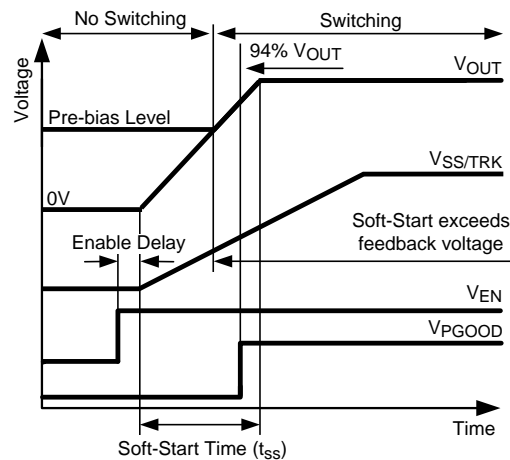 No Switching
Switching
94% VOUT
VOUT
Voltage
Pre-bias Level
VSS/TRK
0V
Enable Delay
Soft-Start exceeds
feedback voltage
VEN
VPGOOD
Time
Soft-Start Time (tss)